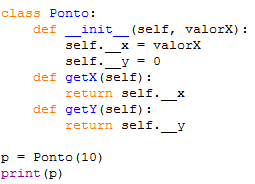 class Ponto:
    def __init__(self, valorX):
        self.__x = valorX
        self.__y = 0
    def getX(self):
        return self.__x
    def getY(self):
        return self.__y

p = Ponto(10)
print(p)